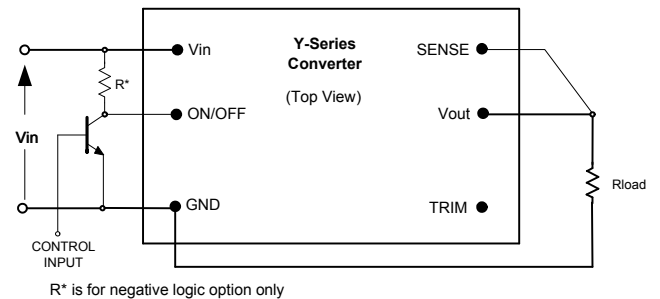 Y-Series
Converter
(Top View)
Vin
SENSE
R*
ON/OFF
Vout
Vin
Rload
GND
TRIM
CONTROL
INPUT
R* is for negative logic option only